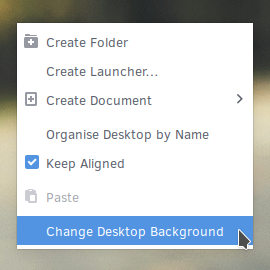 Create Folder
Create Launcher...
Create Document
Organise Desktop by Name
Keep Aligned
Paste
Change Desktop Background